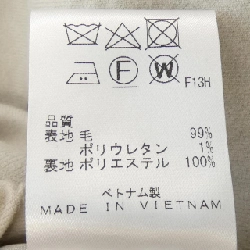 F
W
F13H
品質
表地 毛 99%
ポリウレタン 1%
裏地 ポリエステル 100%
ベトナム製
MADE IN VIETNAM